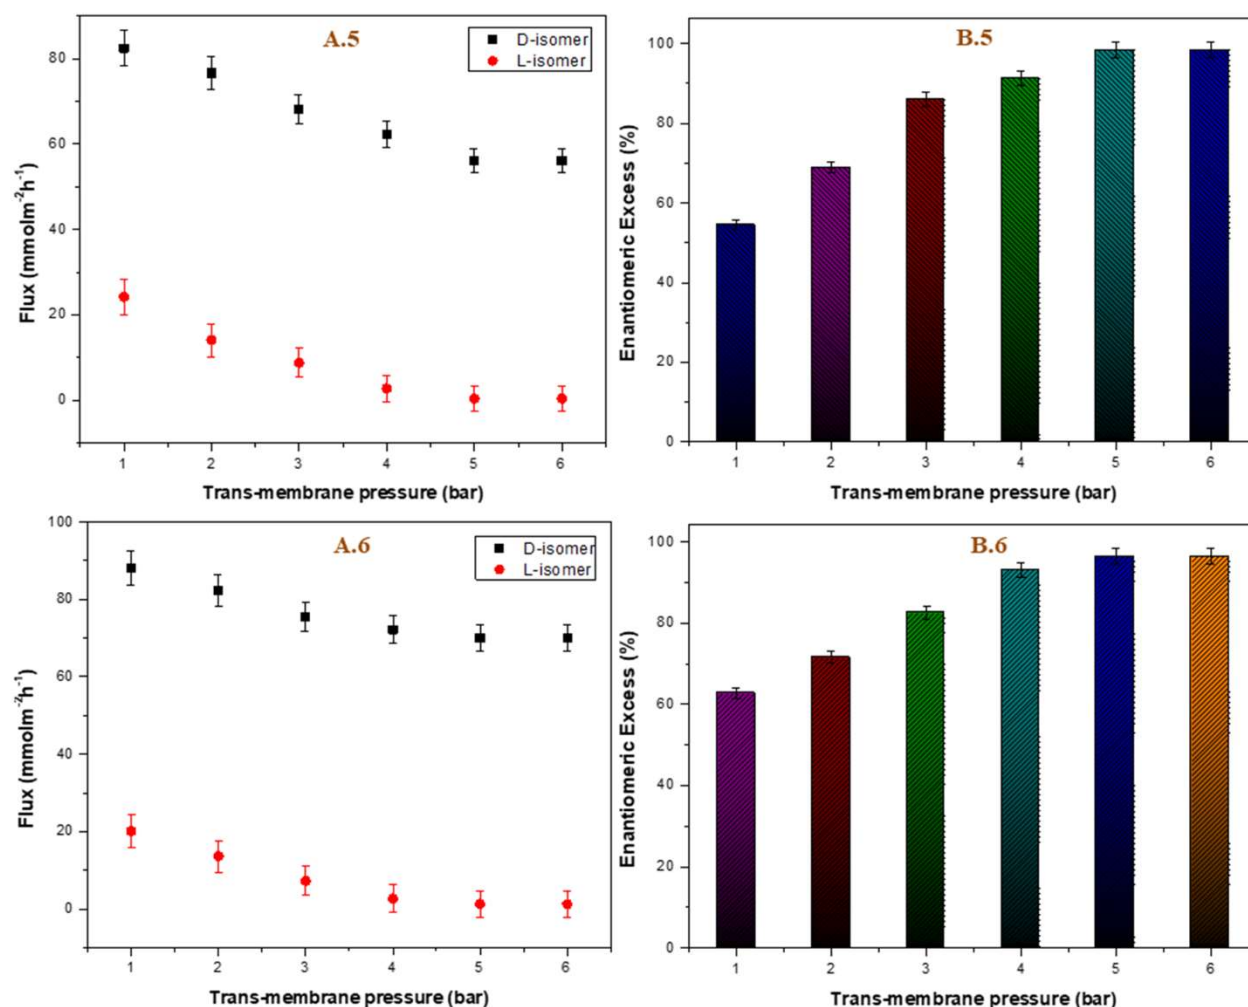 A.5
D-isomer
L-isomer
80
60
40
20
0
Flux (mmolm⁻²h⁻¹)
1 2 3 4 5 6
Trans-membrane pressure (bar)
B.5
100
80
60
40
20
0
Enantiomeric Excess (%)
1 2 3 4 5 6
Trans-membrane pressure (bar)
A.6
D-isomer
L-isomer
100
80
60
40
20
0
Flux (mmolm⁻²h⁻¹)
1 2 3 4 5 6
Trans-membrane pressure (bar)
B.6
100
80
60
40
20
0
Enantiomeric Excess (%)
1 2 3 4 5 6
Trans-membrane pressure (bar)